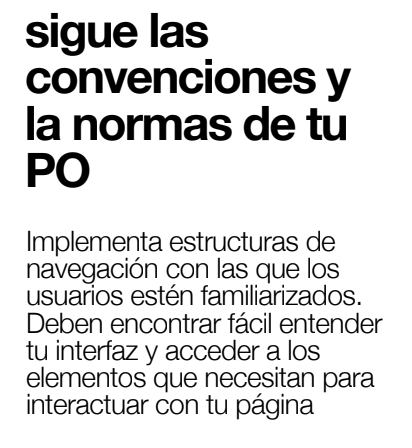 sigue las
convenciones y
la normas de tu
PO
Implementa estructuras de
navegación con las que los
usuarios estén familiarizados.
Deben encontrar fácil entender
tu interfaz y acceder a los
elementos que necesitan para
interactuar con tu página